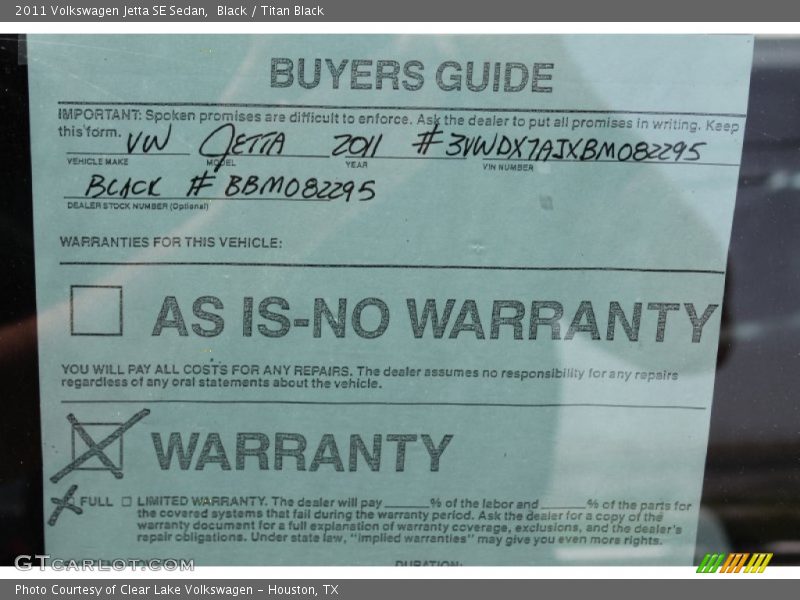 2011 Volkswagen Jetta SE Sedan,  Black / Titan Black
BUYERS GUIDE
IMPORTANT: Spoken promises are difficult to enforce. Ask the dealer to put all promises in writing. Keep
this form.
VW JETTA 2011 #3VWDX7AJXBM082295
VEHICLE MAKE MODEL YEAR VIN NUMBER
BLACK # BBM082295
DEALER STOCK NUMBER (Optional)
WARRANTIES FOR THIS VEHICLE:
AS IS-NO WARRANTY
YOU WILL PAY ALL COSTS FOR ANY REPAIRS. The dealer assumes no responsibility for any repairs
regardless of any oral statements about the vehicle.
WARRANTY
FULL LIMITED WARRANTY. The dealer will pay ______% of the labor and ______% of the parts for
the covered systems that fail during the warranty period. Ask the dealer for a copy of the
warranty document for a full explanation of warranty coverage, exclusions, and the dealer's
repair obligations. Under state law, "implied warranties" may give you even more rights.
DURATION:
GTcarlot.com
Photo Courtesy of Clear Lake Volkswagen – Houston, TX